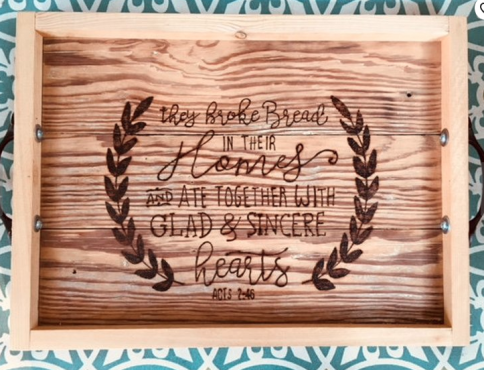 they broke Bread
IN THEIR
Homes
AND ATE TOGETHER WITH
GLAD & SINCERE
hearts
ACTS 2:46